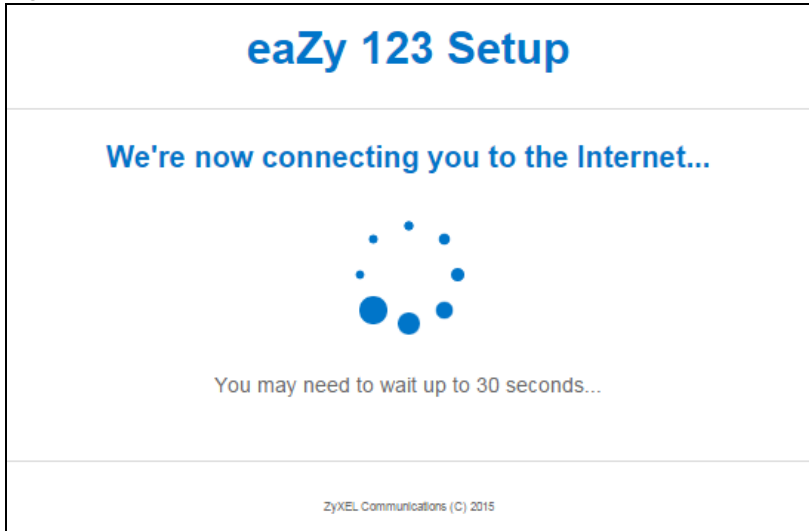 eaZy 123 Setup
We're now connecting you to the Internet...
You may need to wait up to 30 seconds...
ZyXEL Communications (C) 2015